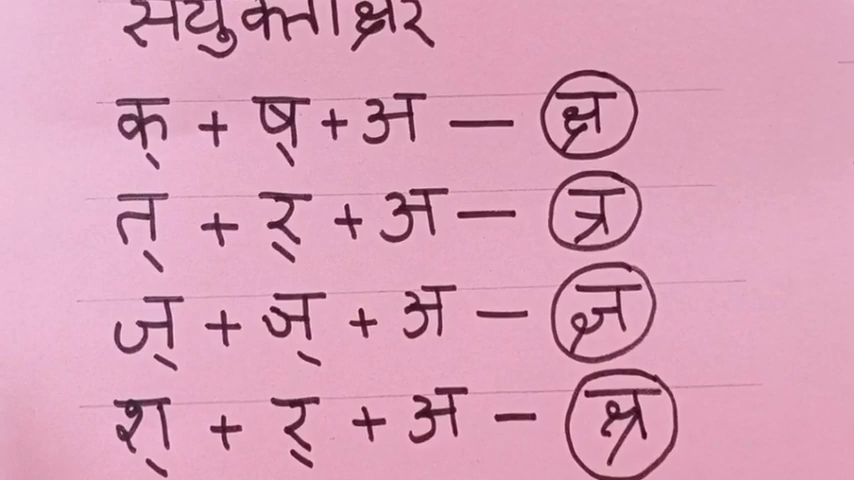 संयुक्ताक्षर
क् + ष् + अ — क्ष
त् + र् + अ — त्र
ज् + ज् + अ — ज्ञ
श् + र् + अ — श्र